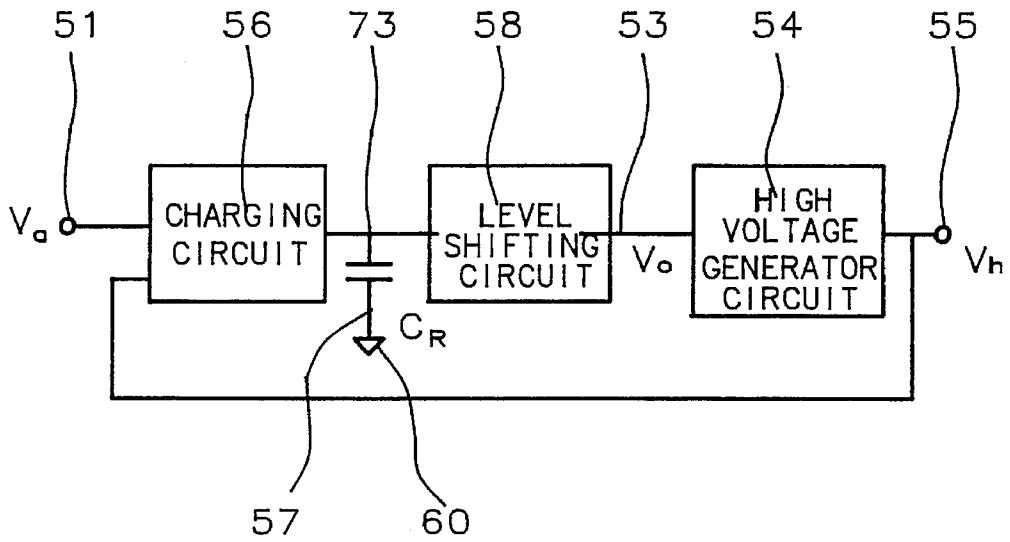 51 56 73 58 53 54 55
Va
CHARGING
CIRCUIT
LEVEL
SHIFTING
CIRCUIT
Vo
HIGH
VOLTAGE
GENERATOR
CIRCUIT
Vh
CR
57 60